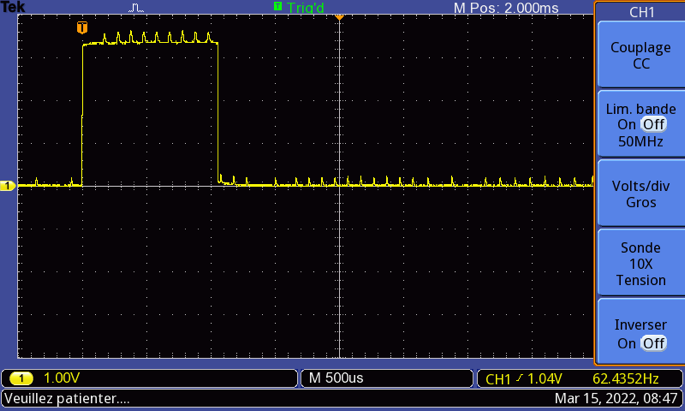 Tek
T Trig'd
M Pos: 2.000ms
CH1
T
Couplage
CC
Lim. bande
On Off
50MHz
1
Volts/div
Gros
Sonde
10X
Tension
Inverser
On Off
1 1.00V
M 500us
CH1 1.04V
62.4352Hz
Veuillez patienter....
Mar 15, 2022, 08:47